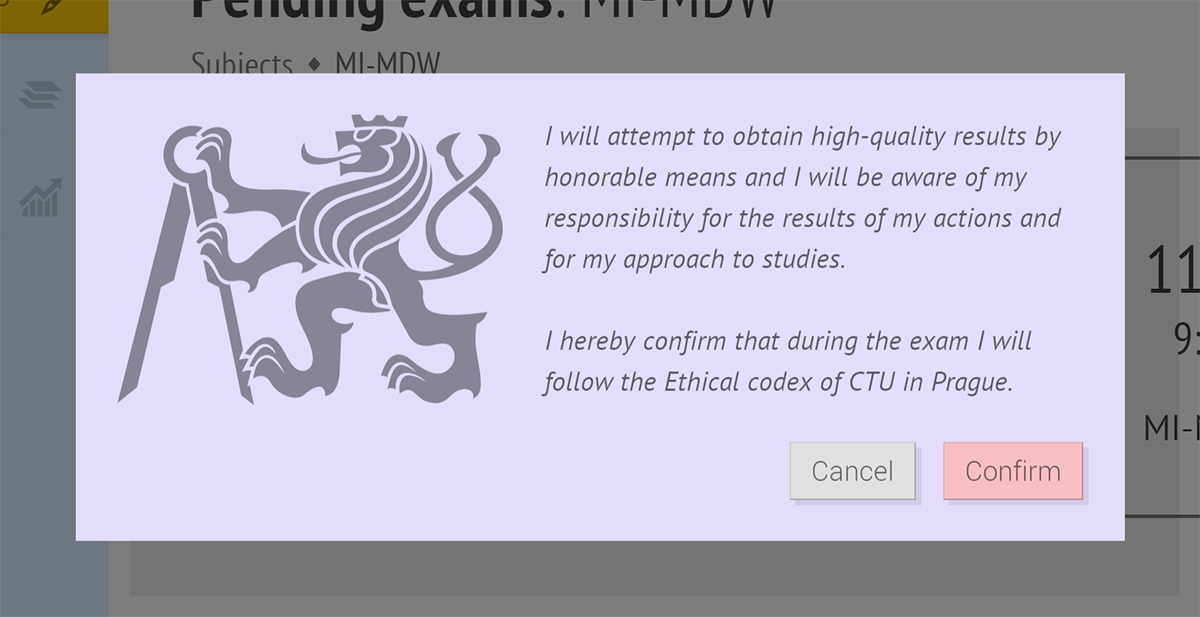 Pending exams: MI-MDW
Subjects ♦ MI-MDW
I will attempt to obtain high-quality results by
honorable means and I will be aware of my
responsibility for the results of my actions and
for my approach to studies.
I hereby confirm that during the exam I will
follow the Ethical codex of CTU in Prague.
Cancel
Confirm
11
9:
MI-